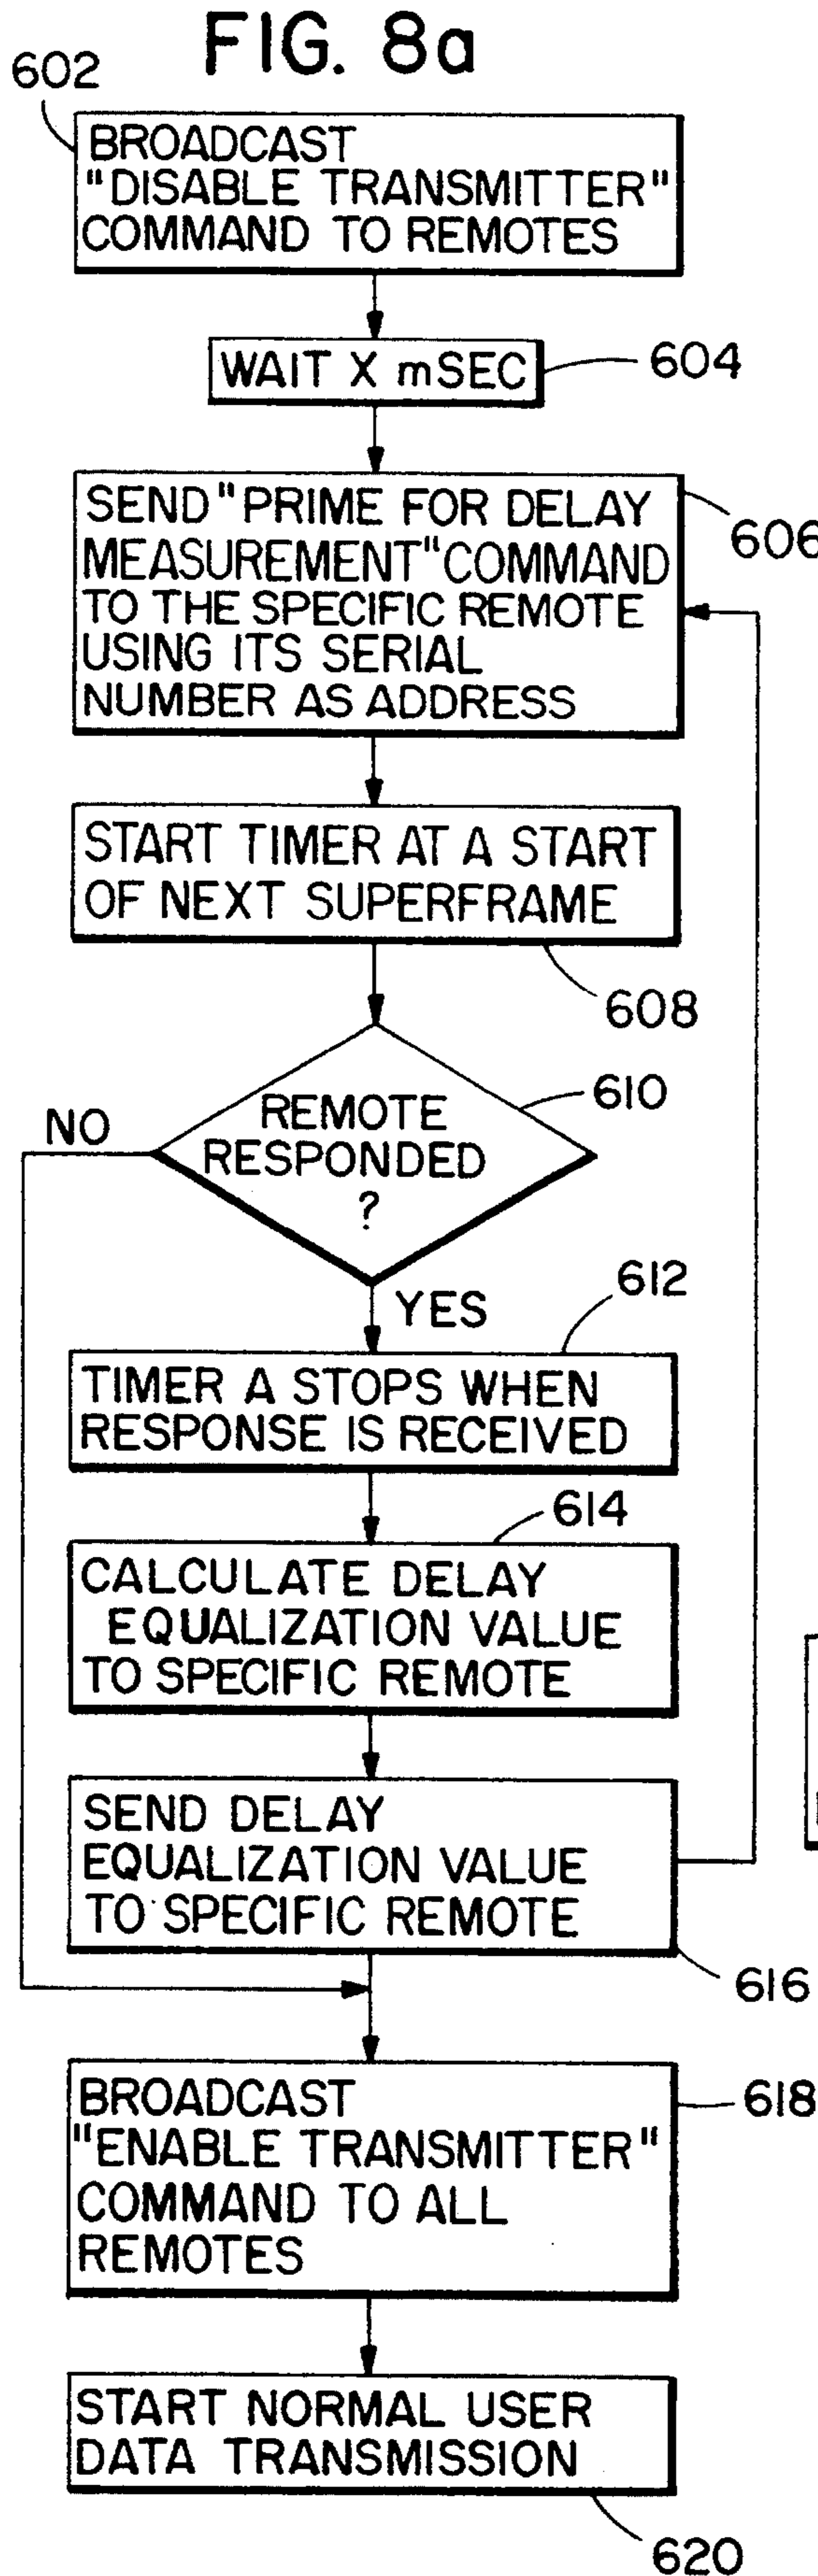 FIG. 8a
602
BROADCAST
"DISABLE TRANSMITTER"
COMMAND TO REMOTES
WAIT X mSEC
604
SEND "PRIME FOR DELAY
MEASUREMENT" COMMAND
TO THE SPECIFIC REMOTE
USING ITS SERIAL
NUMBER AS ADDRESS
606
START TIMER AT A START
OF NEXT SUPERFRAME
608
REMOTE
RESPONDED
?
610
NO
YES
612
TIMER A STOPS WHEN
RESPONSE IS RECEIVED
614
CALCULATE DELAY
EQUALIZATION VALUE
TO SPECIFIC REMOTE
SEND DELAY
EQUALIZATION VALUE
TO SPECIFIC REMOTE
616
BROADCAST
"ENABLE TRANSMITTER"
COMMAND TO ALL
REMOTES
618
START NORMAL USER
DATA TRANSMISSION
620